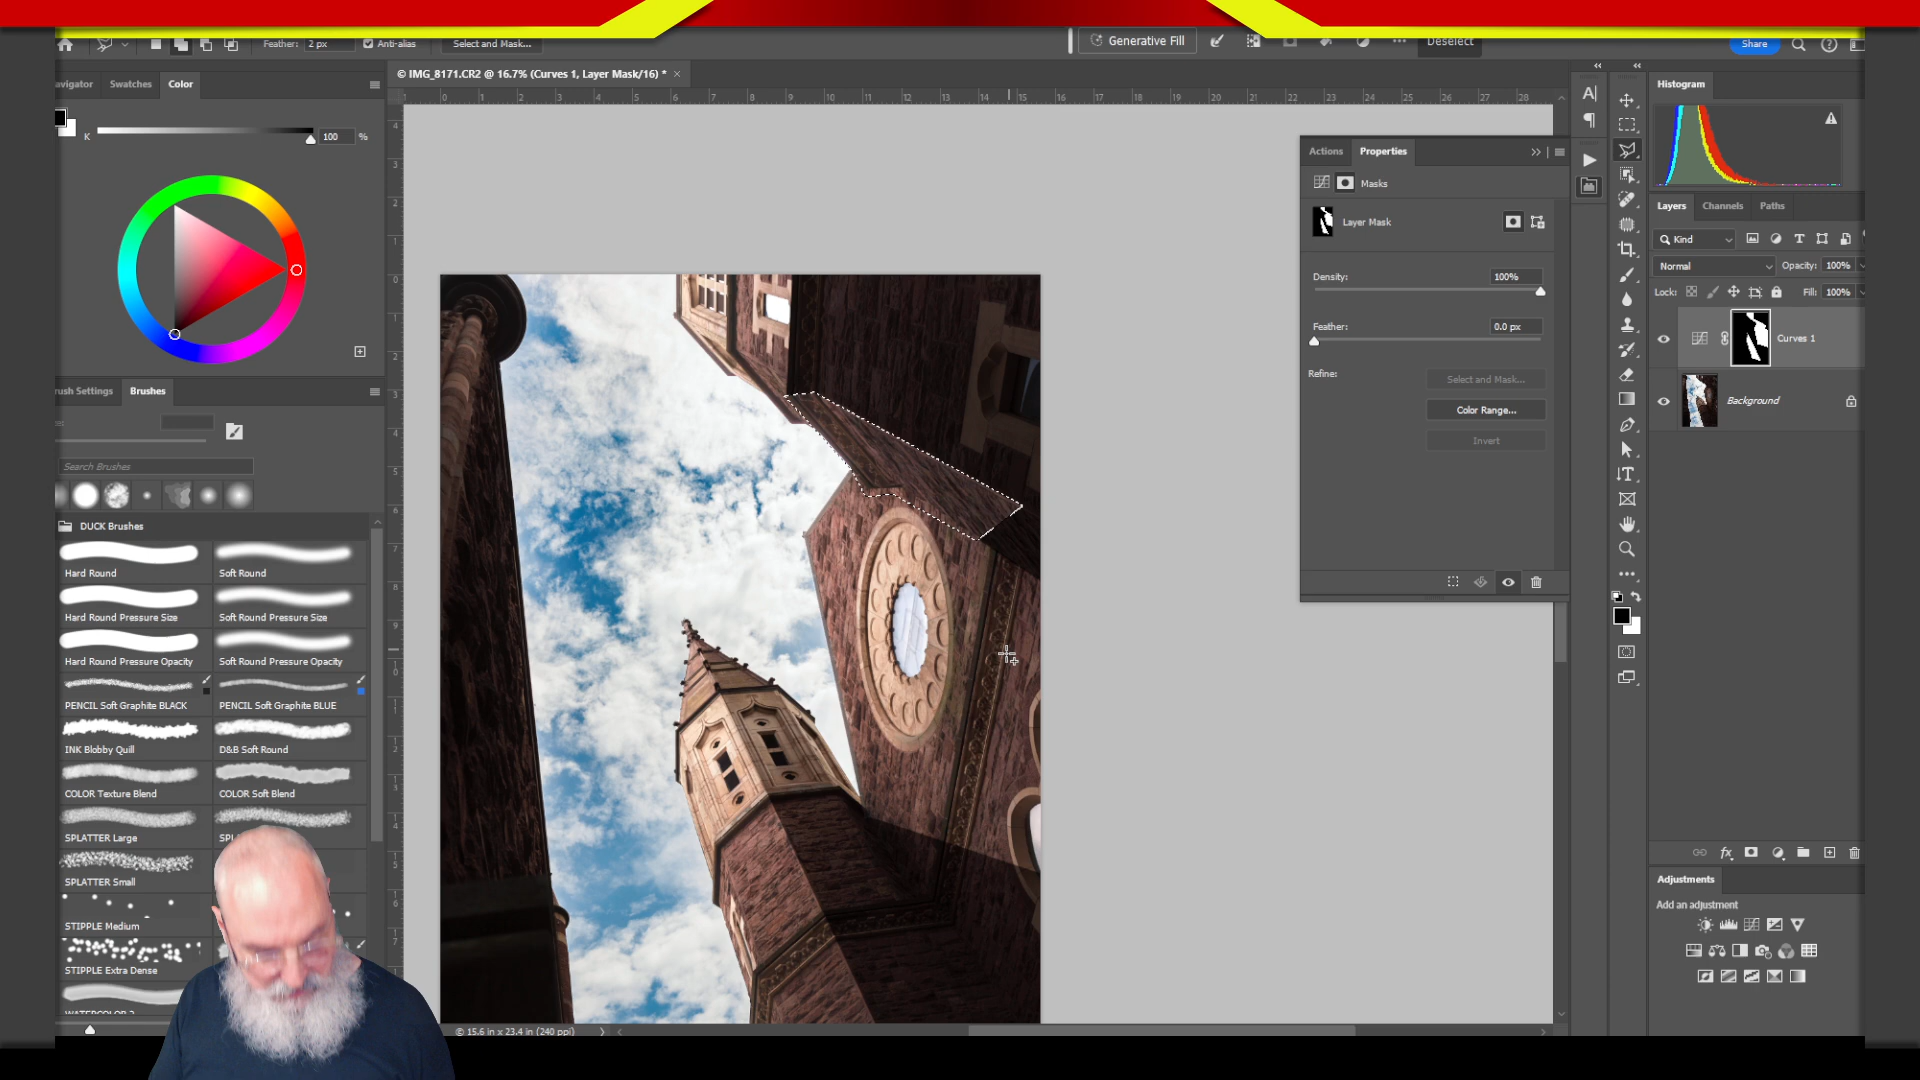 Feather: 2 px Anti-alias Select and Mask... Generative Fill Deselect Share
© IMG_8171.CR2 @ 16.7% (Curves 1, Layer Mask/16) *
avigator Swatches Color
K 100 %
rush Settings Brushes
Search Brushes
DUCK Brushes
Hard Round Soft Round
Hard Round Pressure Size Soft Round Pressure Size
Hard Round Pressure Opacity Soft Round Pressure Opacity
PENCIL Soft Graphite BLACK PENCIL Soft Graphite BLUE
INK Blobby Quill D&B Soft Round
COLOR Texture Blend COLOR Soft Blend
SPLATTER Large
SPLATTER Small
STIPPLE Medium
STIPPLE Extra Dense
© 15.6 in x 23.4 in (240 ppi)
Actions Properties
Masks
Layer Mask
Density: 100%
Feather: 0.0 px
Refine: Select and Mask...
Color Range...
Invert
Histogram
Layers Channels Paths
Kind
Normal Opacity: 100%
Lock: Fill: 100%
Curves 1
Background
Adjustments
Add an adjustment